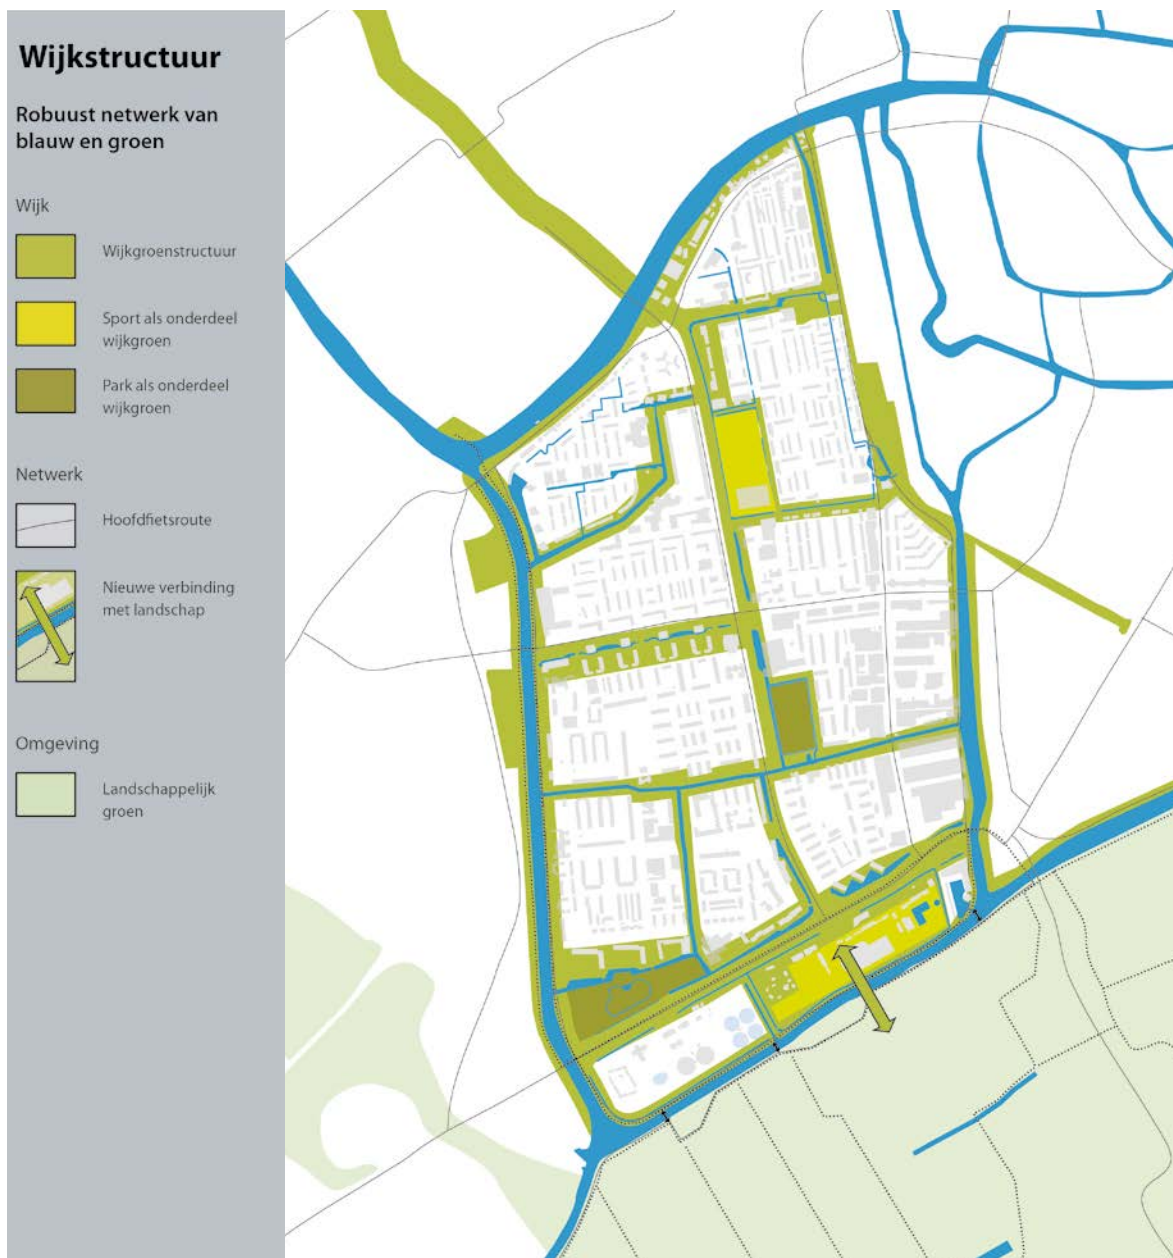 Wijkstructuur
Robuust netwerk van
blauw en groen
Wijk
Wijkgroenstructuur
Sport als onderdeel
wijkgroen
Park als onderdeel
wijkgroen
Netwerk
Hoofdfietsroute
Nieuwe verbinding
met landschap
Omgeving
Landschappelijk
groen